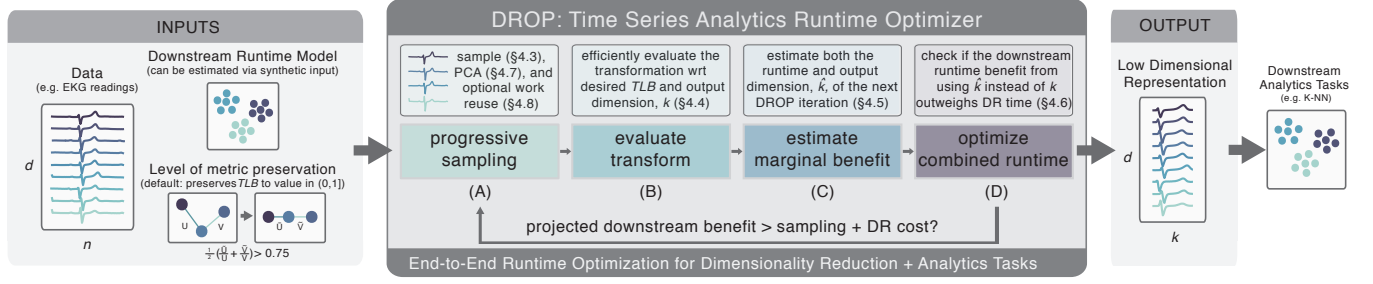 INPUTS
Data
(e.g. EKG readings)
d
n
Downstream Runtime Model
(can be estimated via synthetic input)
Level of metric preservation
(default: preserves TLB to value in (0,1])
U V
Ũ Ṽ
½(Ũ/U + Ṽ/V) > 0.75
DROP: Time Series Analytics Runtime Optimizer
sample (§4.3),
PCA (§4.7), and
optional work
reuse (§4.8)
progressive
sampling
(A)
efficiently evaluate the
transformation wrt
desired TLB and output
dimension, k (§4.4)
evaluate
transform
(B)
estimate both the
runtime and output
dimension, k̂, of the next
DROP iteration (§4.5)
estimate
marginal benefit
(C)
check if the downstream
runtime benefit from
using k̂ instead of k
outweighs DR time (§4.6)
optimize
combined runtime
(D)
projected downstream benefit > sampling + DR cost?
End-to-End Runtime Optimization for Dimensionality Reduction + Analytics Tasks
OUTPUT
Low Dimensional
Representation
d
k
Downstream
Analytics Tasks
(e.g. K-NN)